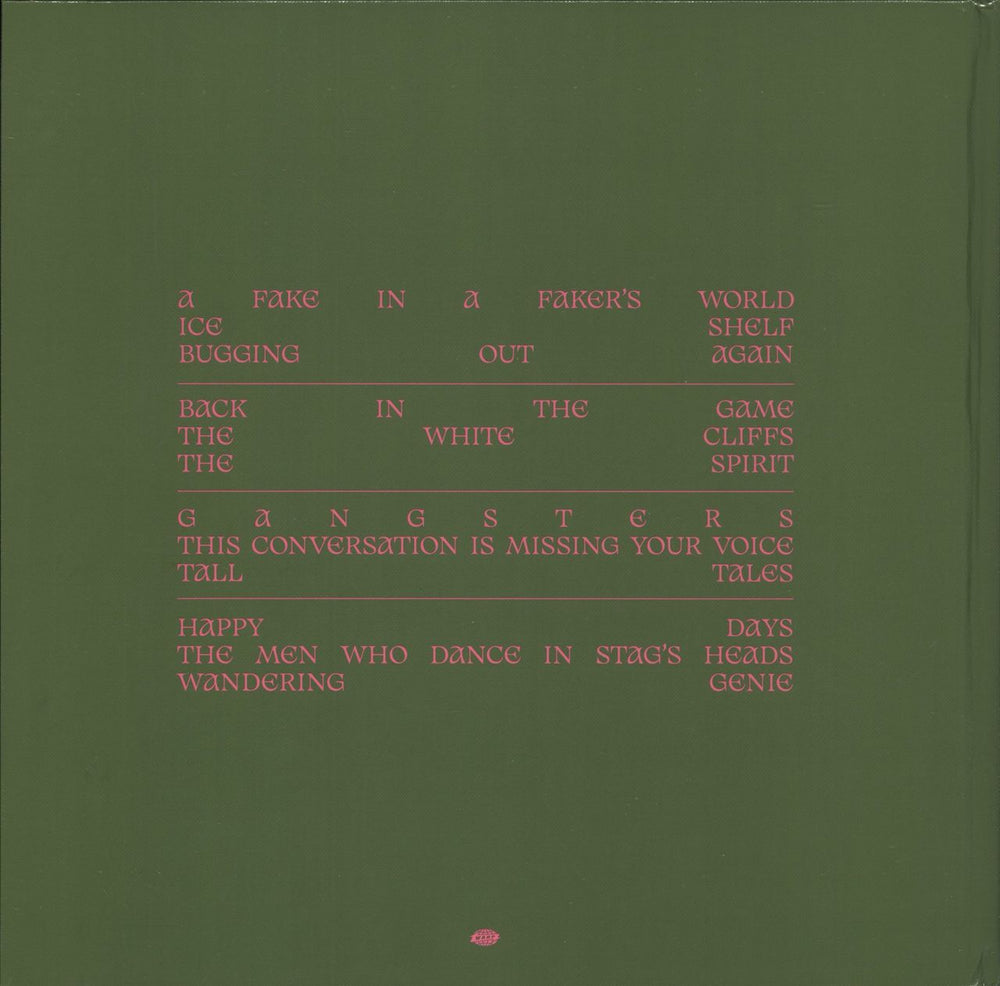 A FAKE IN A FAKER'S WORLD
ICE SHELF
BUGGING OUT AGAIN
BACK IN THE GAME
THE WHITE CLIFFS
THE SPIRIT
GANGSTERS
THIS CONVERSATION IS MISSING YOUR VOICE
TALL TALES
HAPPY DAYS
THE MEN WHO DANCE IN STAG'S HEADS
WANDERING GENIE